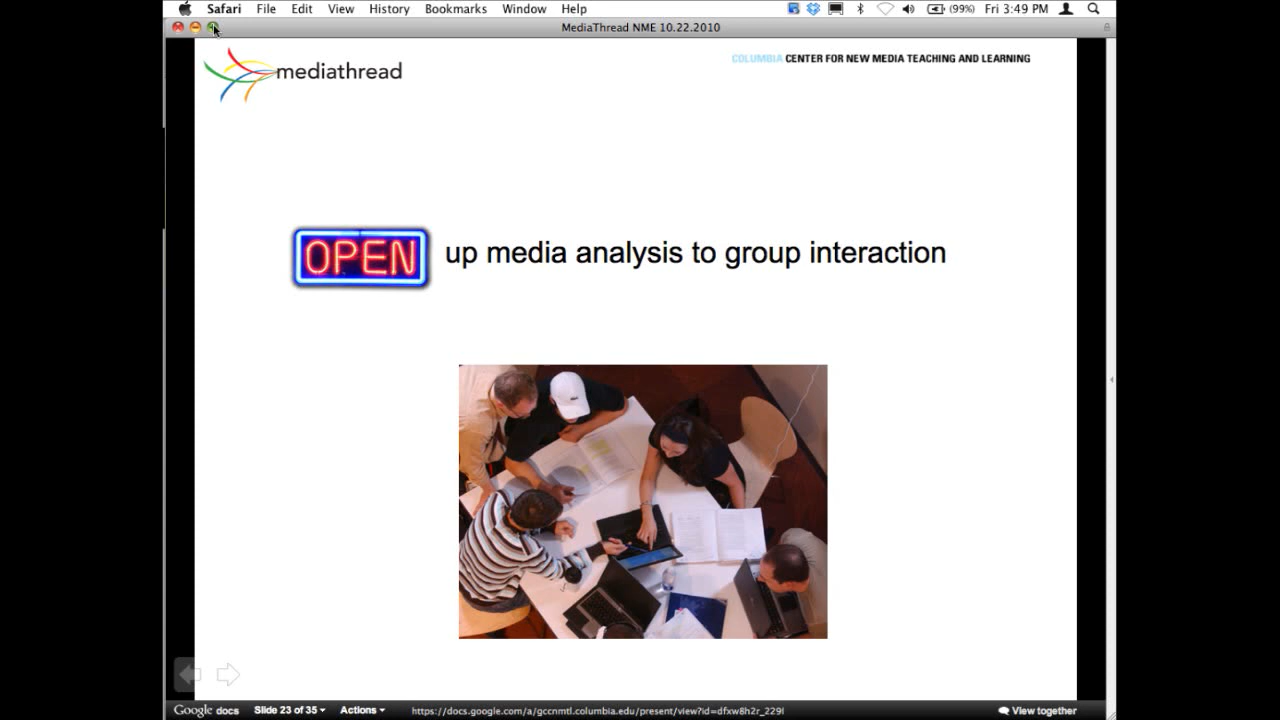 Safari File Edit View History Bookmarks Window Help (99%) Fri 3:49 PM
MediaThread NME 10.22.2010
mediathread
COLUMBIA CENTER FOR NEW MEDIA TEACHING AND LEARNING
OPEN up media analysis to group interaction
Google docs Slide 23 of 35 Actions https://docs.google.com/a/gccnmtl.columbia.edu/present/view?id=dfxw8h2r_229l View together